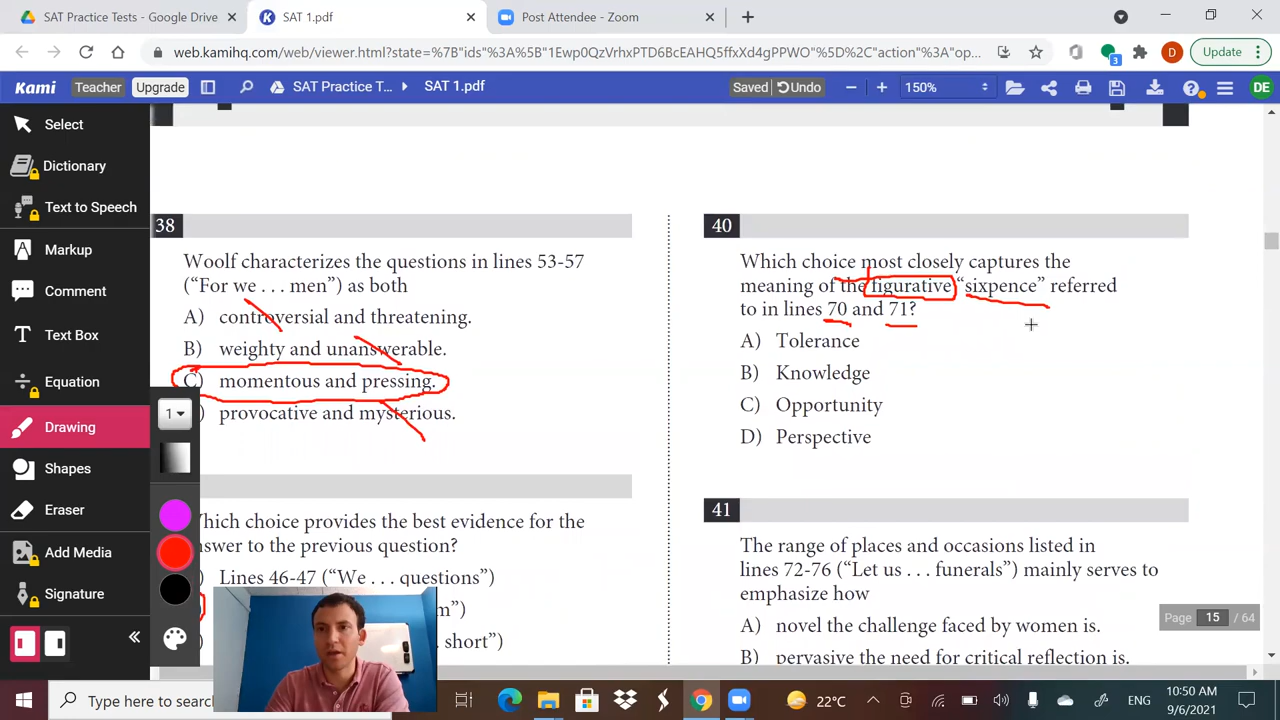 SAT Practice Tests - Google Drive
SAT 1.pdf
Post Attendee - Zoom
web.kamihq.com/web/viewer.html?state=%7B"ids"%3A%5B"1Ewp0QzVrhxPTD6BcEAHQ5ffxXd4gPPWO"%5D%2C"action"%3A"op...
3
D
Update
Kami
Teacher
Upgrade
SAT Practice T...
SAT 1.pdf
Saved
Undo
150%
DE
Select
Dictionary
Text to Speech
Markup
Comment
Text Box
Equation
Drawing
Shapes
Eraser
Add Media
Signature
1
38
Woolf characterizes the questions in lines 53-57
(“For we . . . men”) as both
A) controversial and threatening.
B) weighty and unanswerable.
C) momentous and pressing.
) provocative and mysterious.
hich choice provides the best evidence for the
nswer to the previous question?
Lines 46-47 (“We . . . questions”)
m”)
. short”)
40
Which choice most closely captures the
meaning of the figurative “sixpence” referred
to in lines 70 and 71?
A) Tolerance
B) Knowledge
C) Opportunity
D) Perspective
41
The range of places and occasions listed in
lines 72-76 (“Let us . . . funerals”) mainly serves to
emphasize how
A) novel the challenge faced by women is.
B) pervasive the need for critical reflection is.
Page 15 / 64
Type here to search
22°C
ENG
10:50 AM
9/6/2021